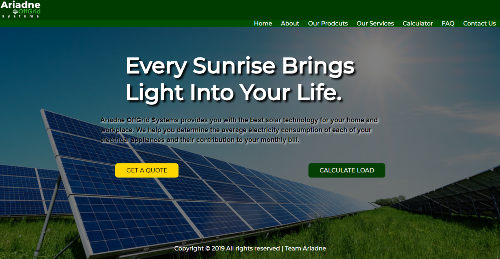 Ariadne
OffGrid
SYSTEMS
Home About Our Prodcuts Our Services Calculator FAQ Contact Us
Every Sunrise Brings
Light Into Your Life.
Ariadne OffGrid Systems provides you with the best solar technology for your home and
workplace. We help you determine the average electricity consumption of each of your
electrical appliances and their contribution to your monthly bill.
GET A QUOTE CALCULATE LOAD
Copyright © 2019 All rights reserved | Team Ariadne